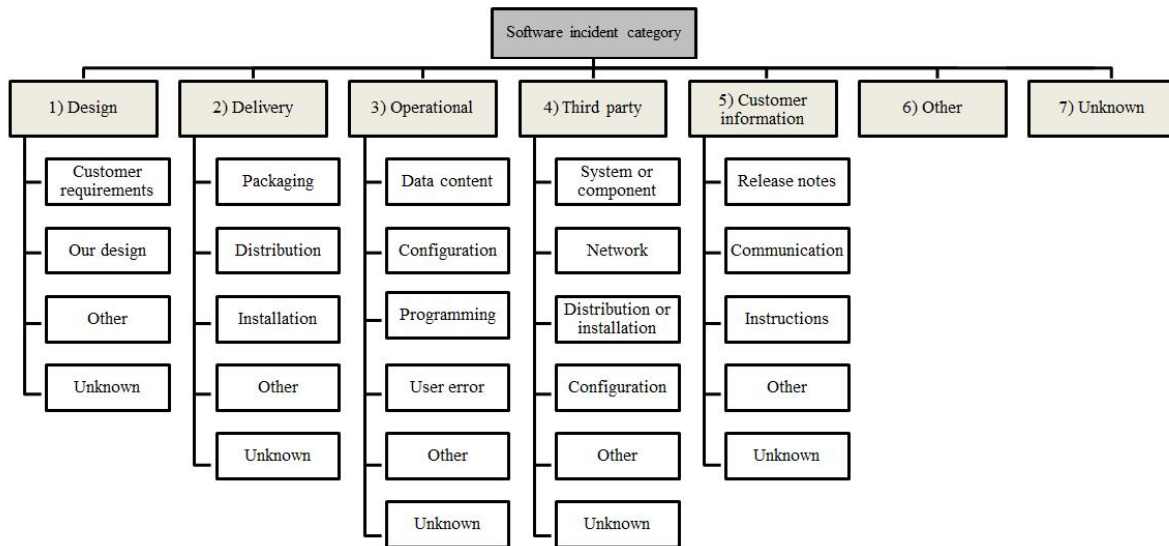 Software incident category
1) Design
2) Delivery
3) Operational
4) Third party
5) Customer
information
6) Other
7) Unknown
Customer
requirements
Our design
Other
Unknown
Packaging
Distribution
Installation
Other
Unknown
Data content
Configuration
Programming
User error
Other
Unknown
System or
component
Network
Distribution or
installation
Configuration
Other
Unknown
Release notes
Communication
Instructions
Other
Unknown